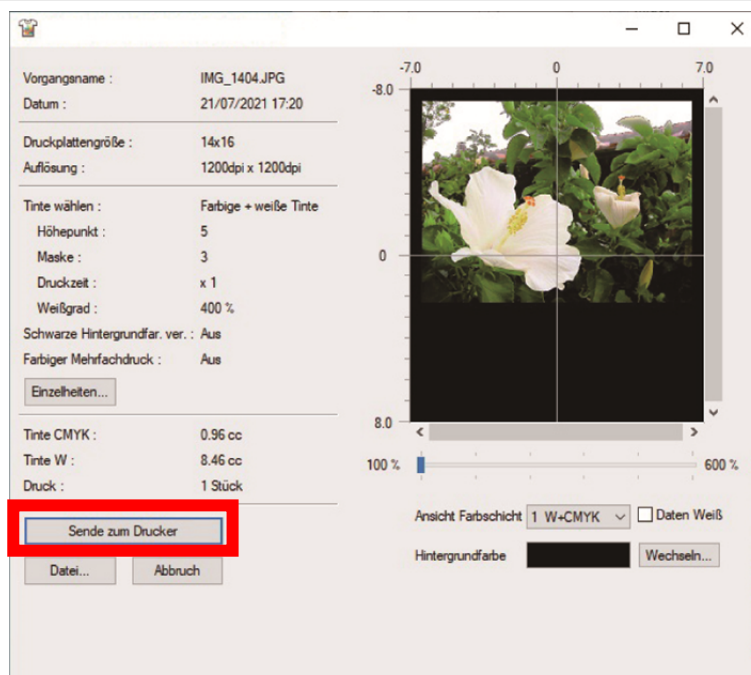 Vorgangsname : IMG_1404.JPG
Datum : 21/07/2021 17:20
Druckplattengröße : 14x16
Auflösung : 1200dpi x 1200dpi
Tinte wählen : Farbige + weiße Tinte
Höhepunkt : 5
Maske : 3
Druckzeit : x 1
Weißgrad : 400 %
Schwarze Hintergrundfar. ver. : Aus
Farbiger Mehrfachdruck : Aus
Einzelheiten...
Tinte CMYK : 0.96 cc
Tinte W : 8.46 cc
Druck : 1 Stück
Sende zum Drucker
Datei... Abbruch
-7.0 0 7.0
-8.0
0
8.0
100 % 600 %
Ansicht Farbschicht 1 W+CMYK Daten Weiß
Hintergrundfarbe Wechseln...